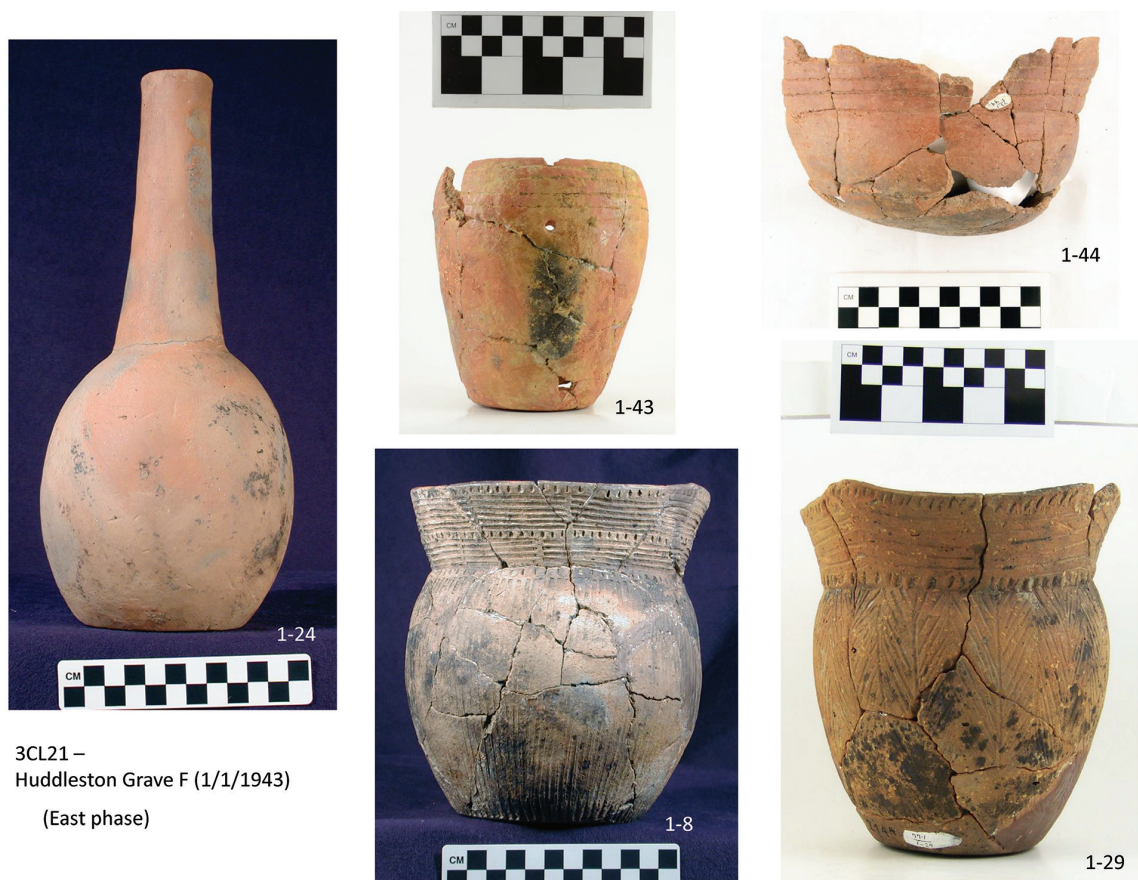 CM
1-24
CM
1-43
1-44
CM
CM
1-8
CM
1-29
3CL21 –
Huddleston Grave F (1/1/1943)
(East phase)